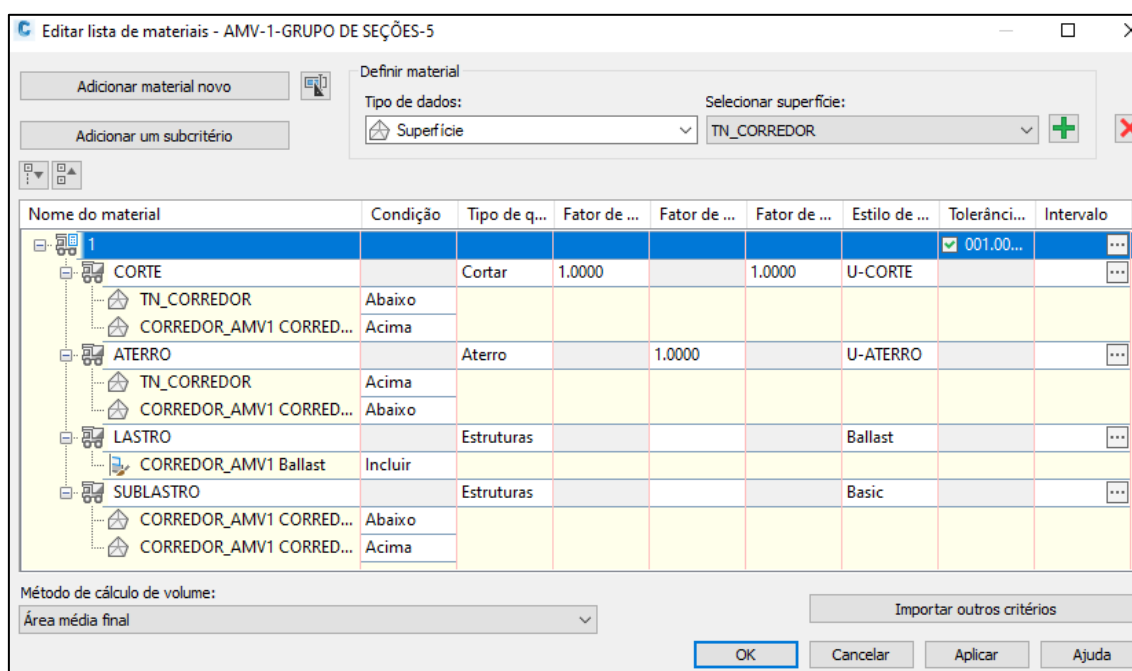 Editar lista de materiais - AMV-1-GRUPO DE SEÇÕES-5
Adicionar material novo
Definir material
Tipo de dados:
Selecionar superfície:
Superfície
TN_CORREDOR
Adicionar um subcritério
Nome do material Condição Tipo de q... Fator de ... Fator de ... Fator de ... Estilo de ... Tolerânci... Intervalo
1 001.00...
CORTE Cortar 1.0000 1.0000 U-CORTE
TN_CORREDOR Abaixo
CORREDOR_AMV1 CORRED... Acima
ATERRO Aterro 1.0000 U-ATERRO
TN_CORREDOR Acima
CORREDOR_AMV1 CORRED... Abaixo
LASTRO Estruturas Ballast
CORREDOR_AMV1 Ballast Incluir
SUBLASTRO Estruturas Basic
CORREDOR_AMV1 CORRED... Abaixo
CORREDOR_AMV1 CORRED... Acima
Método de cálculo de volume:
Área média final
Importar outros critérios
OK Cancelar Aplicar Ajuda